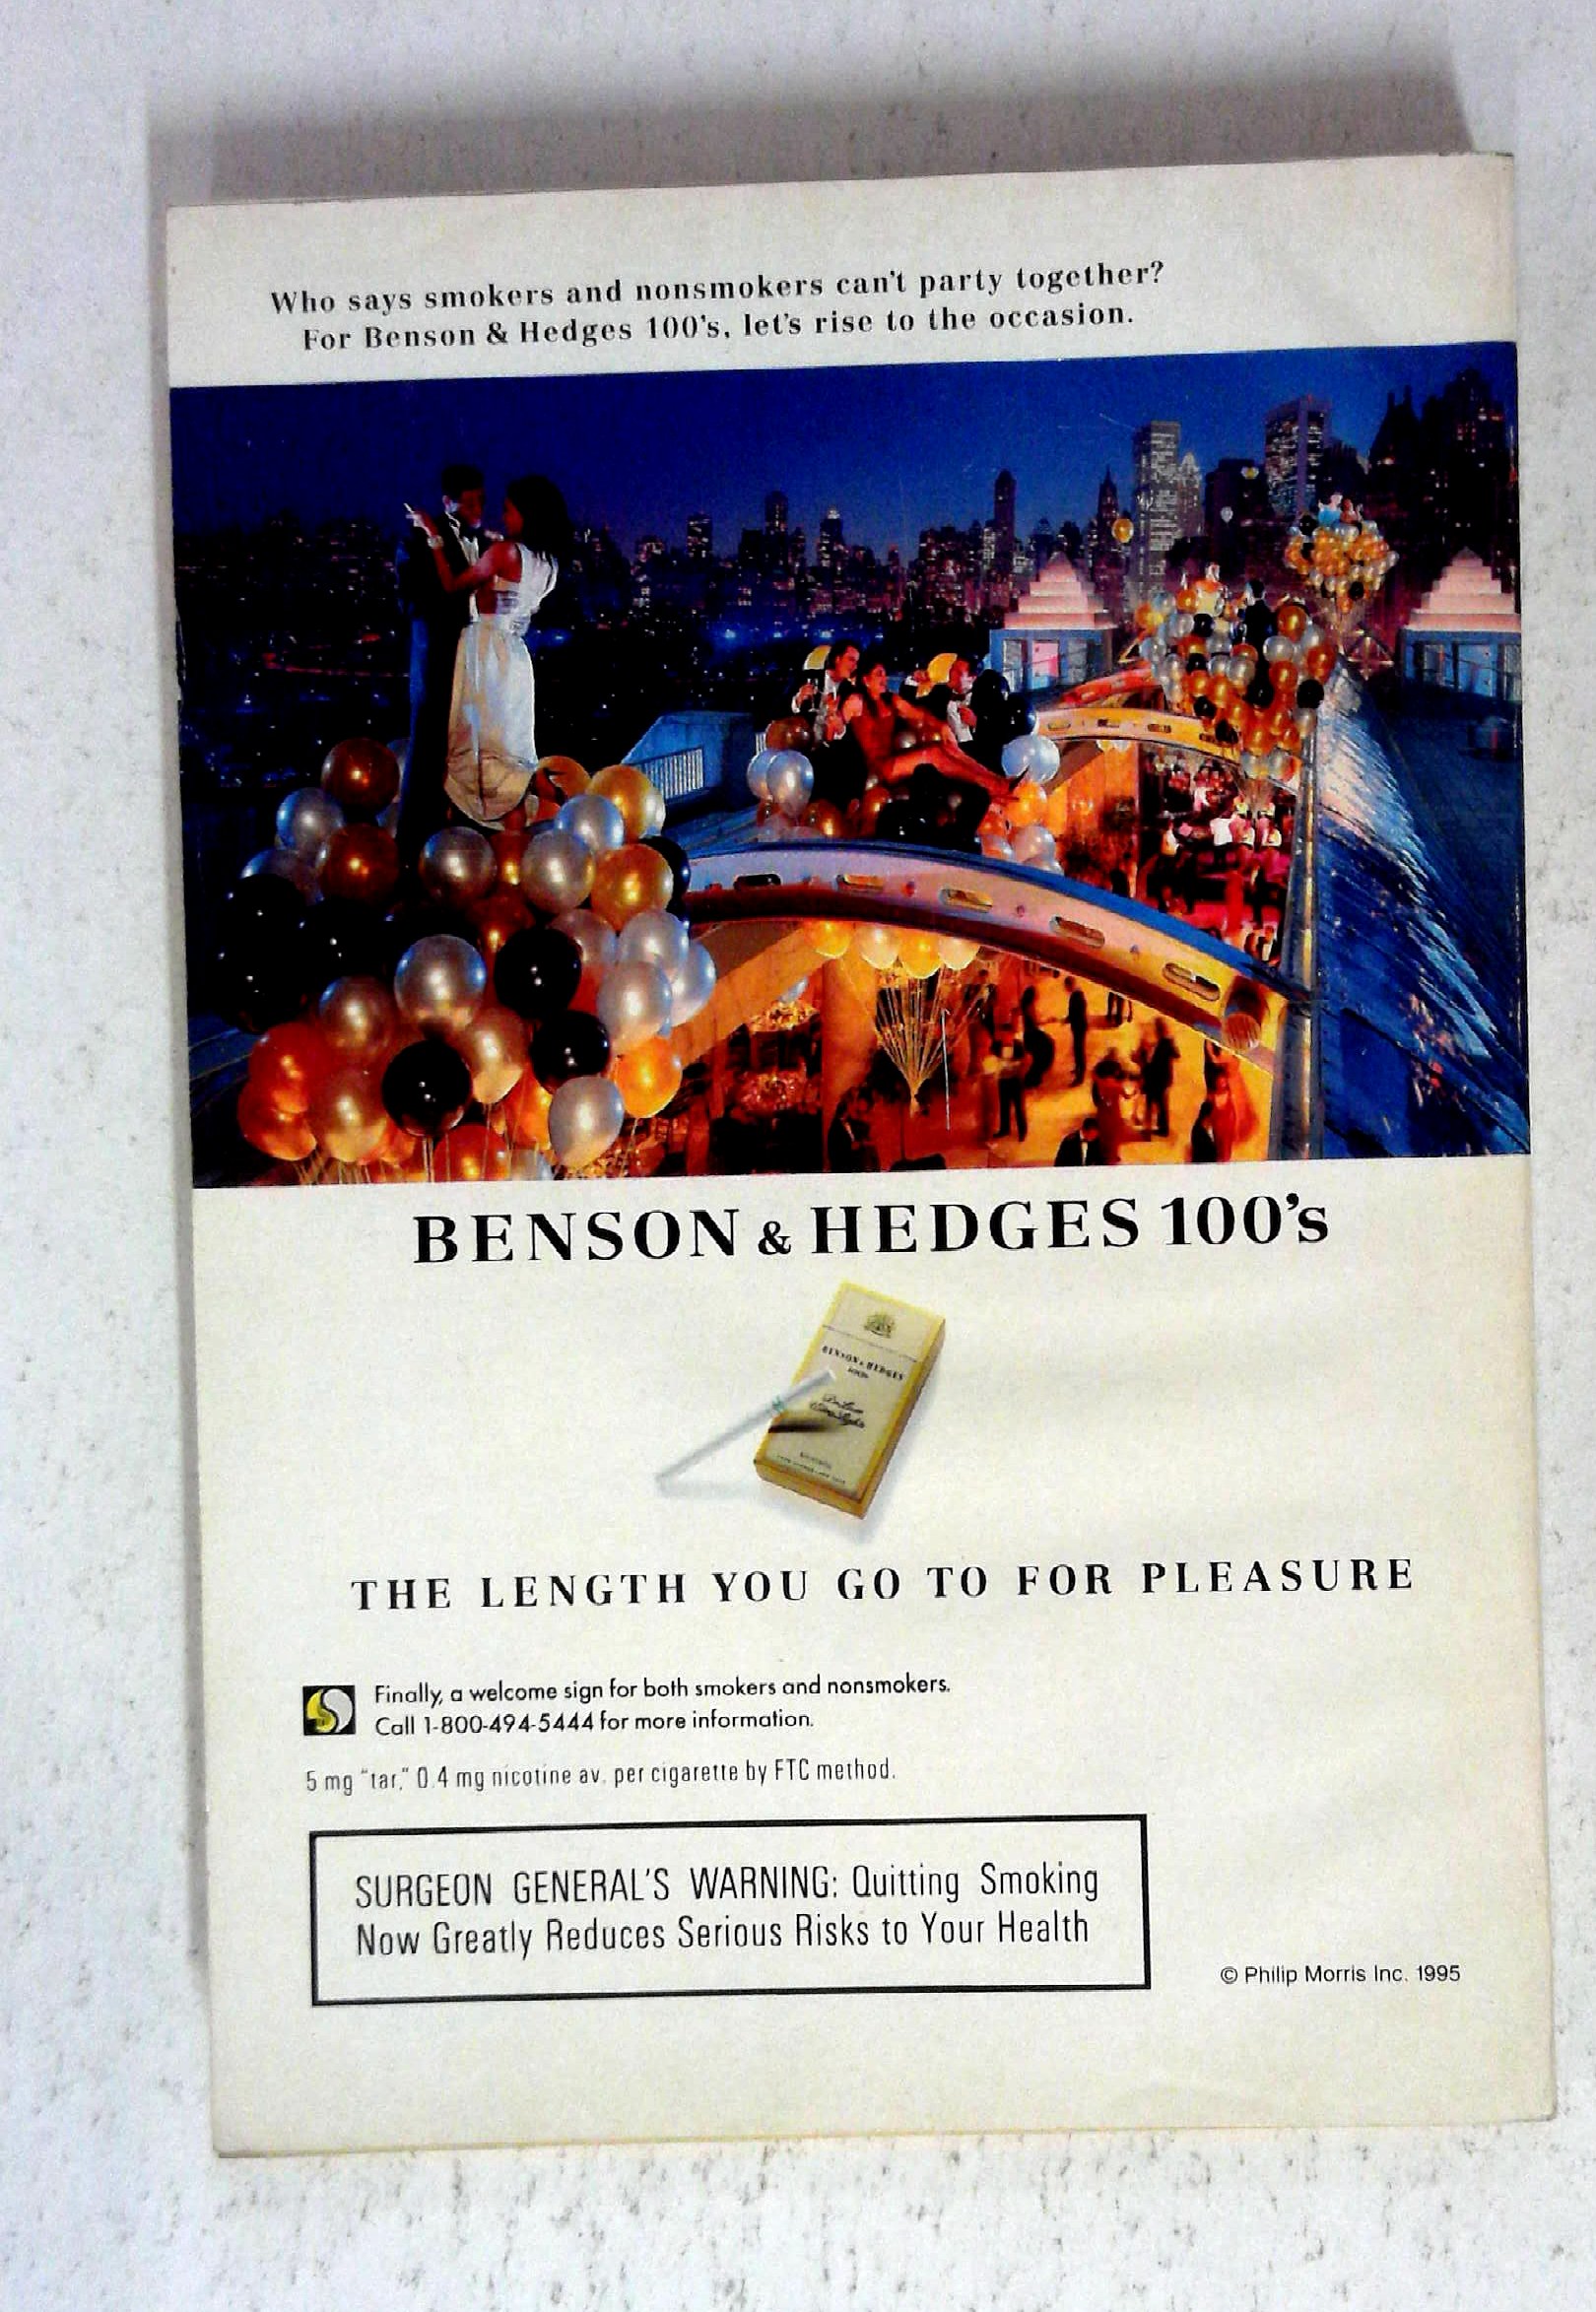 Who says smokers and nonsmokers can't party together?
For Benson & Hedges 100's, let's rise to the occasion.
BENSON & HEDGES 100's
BENSON & HEDGES
THE LENGTH YOU GO TO FOR PLEASURE
Finally, a welcome sign for both smokers and nonsmokers.
Call 1-800-494-5444 for more information.
5 mg "tar," 0.4 mg nicotine av. per cigarette by FTC method.
SURGEON GENERAL'S WARNING: Quitting Smoking
Now Greatly Reduces Serious Risks to Your Health
© Philip Morris Inc. 1995